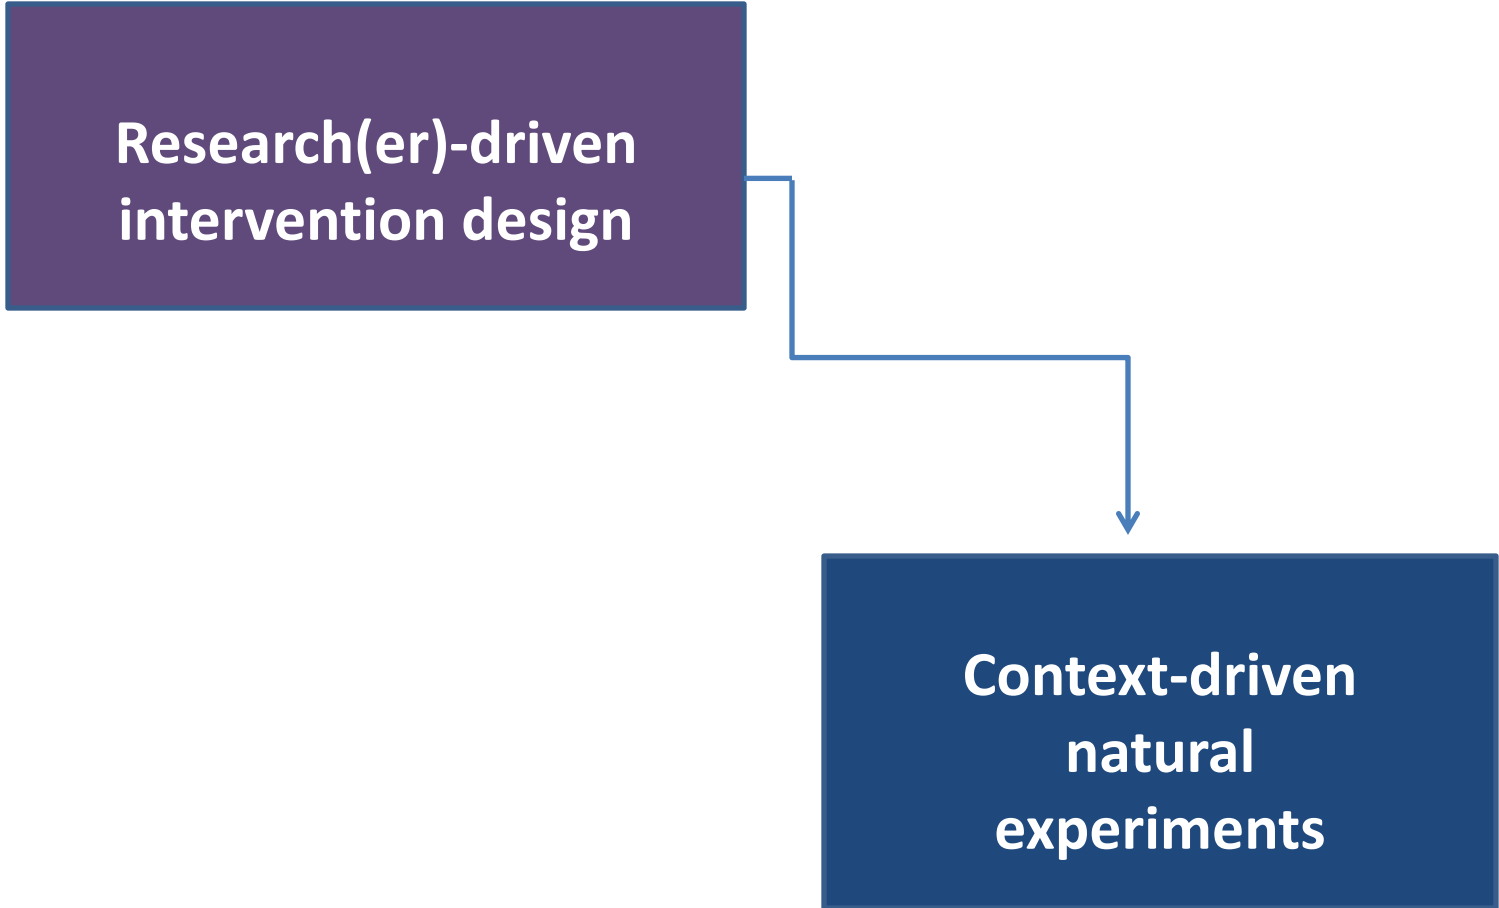 Research(er)-driven
intervention design
Context-driven
natural
experiments